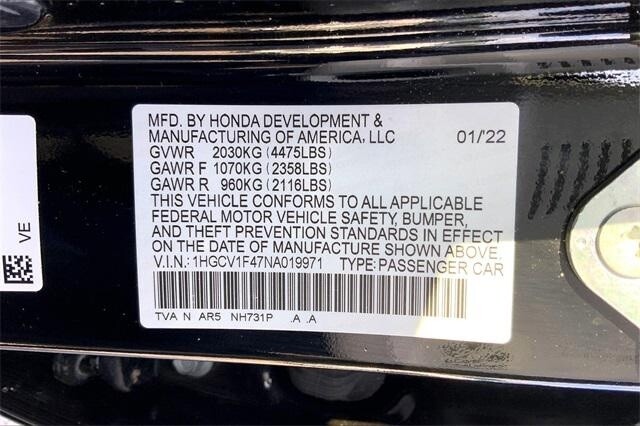 MFD. BY HONDA DEVELOPMENT &
MANUFACTURING OF AMERICA, LLC 01/'22
GVWR 2030KG (4475LBS)
GAWR F 1070KG (2358LBS)
GAWR R 960KG (2116LBS)
THIS VEHICLE CONFORMS TO ALL APPLICABLE
FEDERAL MOTOR VEHICLE SAFETY, BUMPER,
AND THEFT PREVENTION STANDARDS IN EFFECT
ON THE DATE OF MANUFACTURE SHOWN ABOVE.
V.I.N.: 1HGCV1F47NA019971 TYPE: PASSENGER CAR
TVA N AR5 NH731P .A .A
VE